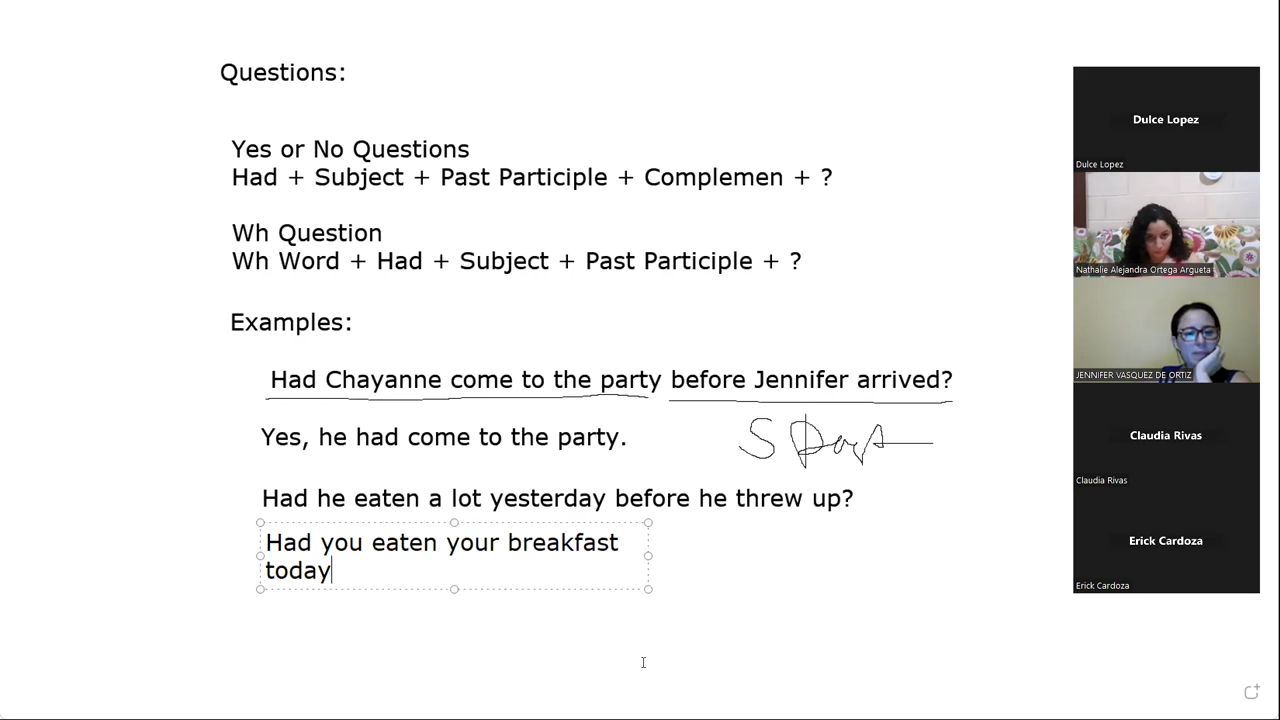 Questions:
Yes or No Questions
Had + Subject + Past Participle + Complemen + ?
Wh Question
Wh Word + Had + Subject + Past Participle + ?
Examples:
Had Chayanne come to the party before Jennifer arrived?
Yes, he had come to the party.
Had he eaten a lot yesterday before he threw up?
Had you eaten your breakfast
today
Dulce Lopez
Dulce Lopez
Nathalie Alejandra Ortega Argueta
JENNIFER VASQUEZ DE ORTIZ
Claudia Rivas
Claudia Rivas
Erick Cardoza
Erick Cardoza